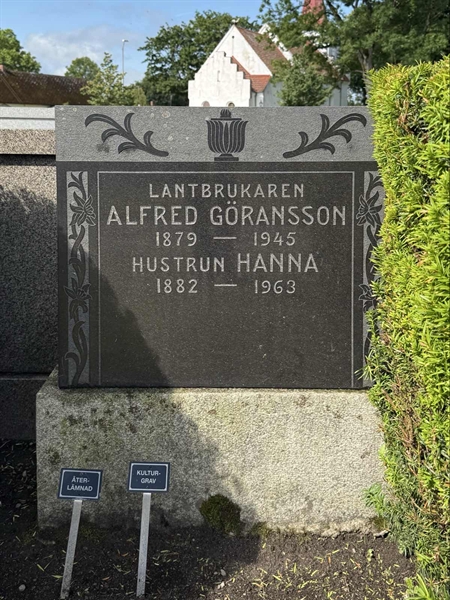 LANTBRUKAREN
ALFRED GÖRANSSON
1879 — 1945
HUSTRUN HANNA
1882 — 1963
ÅTER-
LÄMNAD
KULTUR-
GRAV